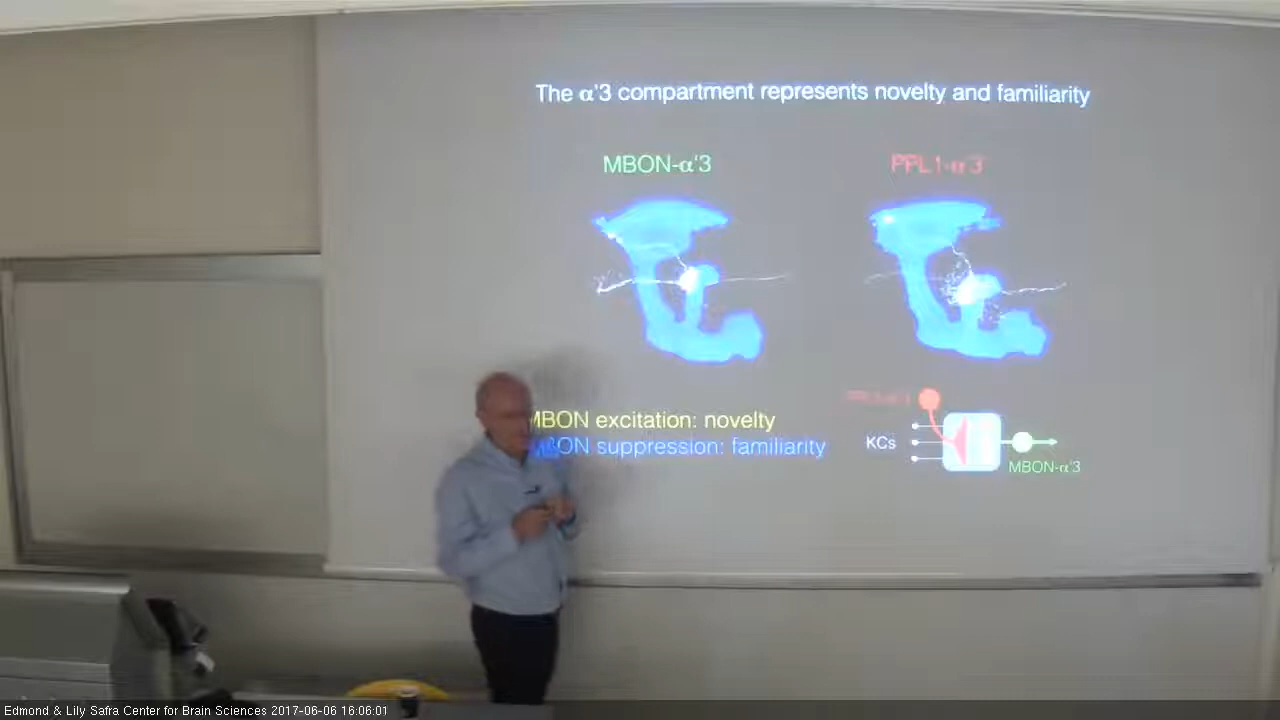 The α'3 compartment represents novelty and familiarity
MBON-α'3
PPL1-α'3
MBON excitation: novelty
MBON suppression: familiarity
KCs
MBON-α'3
Edmond & Lily Safra Center for Brain Sciences 2017-06-06 16:06:01